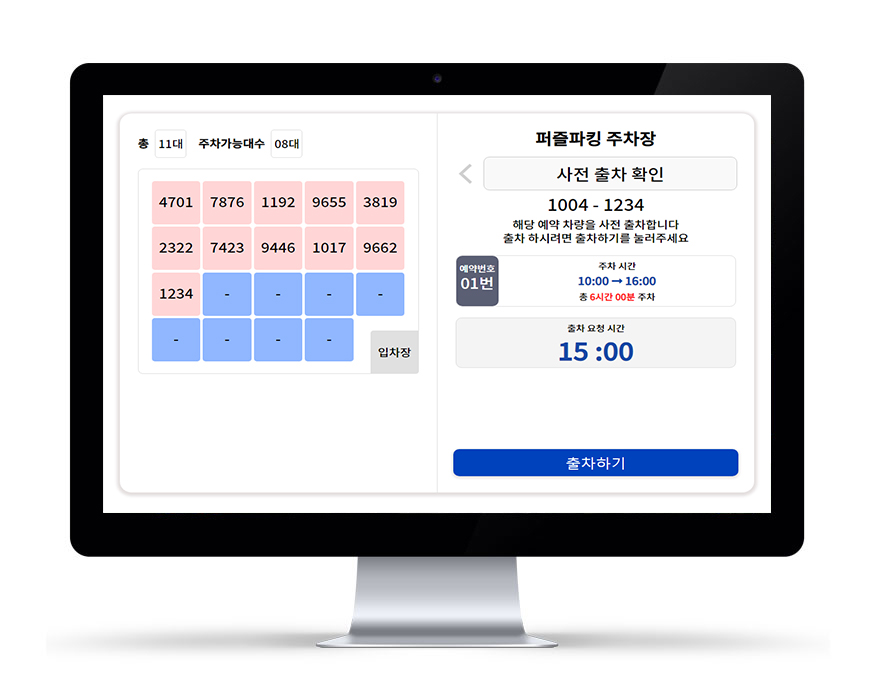 총 11대 주차가능대수 08대
4701 7876 1192 9655 3819
2322 7423 9446 1017 9662
1234 - - - -
- - - -
입차장
퍼즐파킹 주차장
사전 출차 확인
1004 - 1234
해당 예약 차량을 사전 출차합니다
출차 하시려면 출차하기를 눌러주세요
예약번호
01번
주차 시간
10:00 → 16:00
총 6시간 00분 주차
출차 요청 시간
15 :00
출차하기